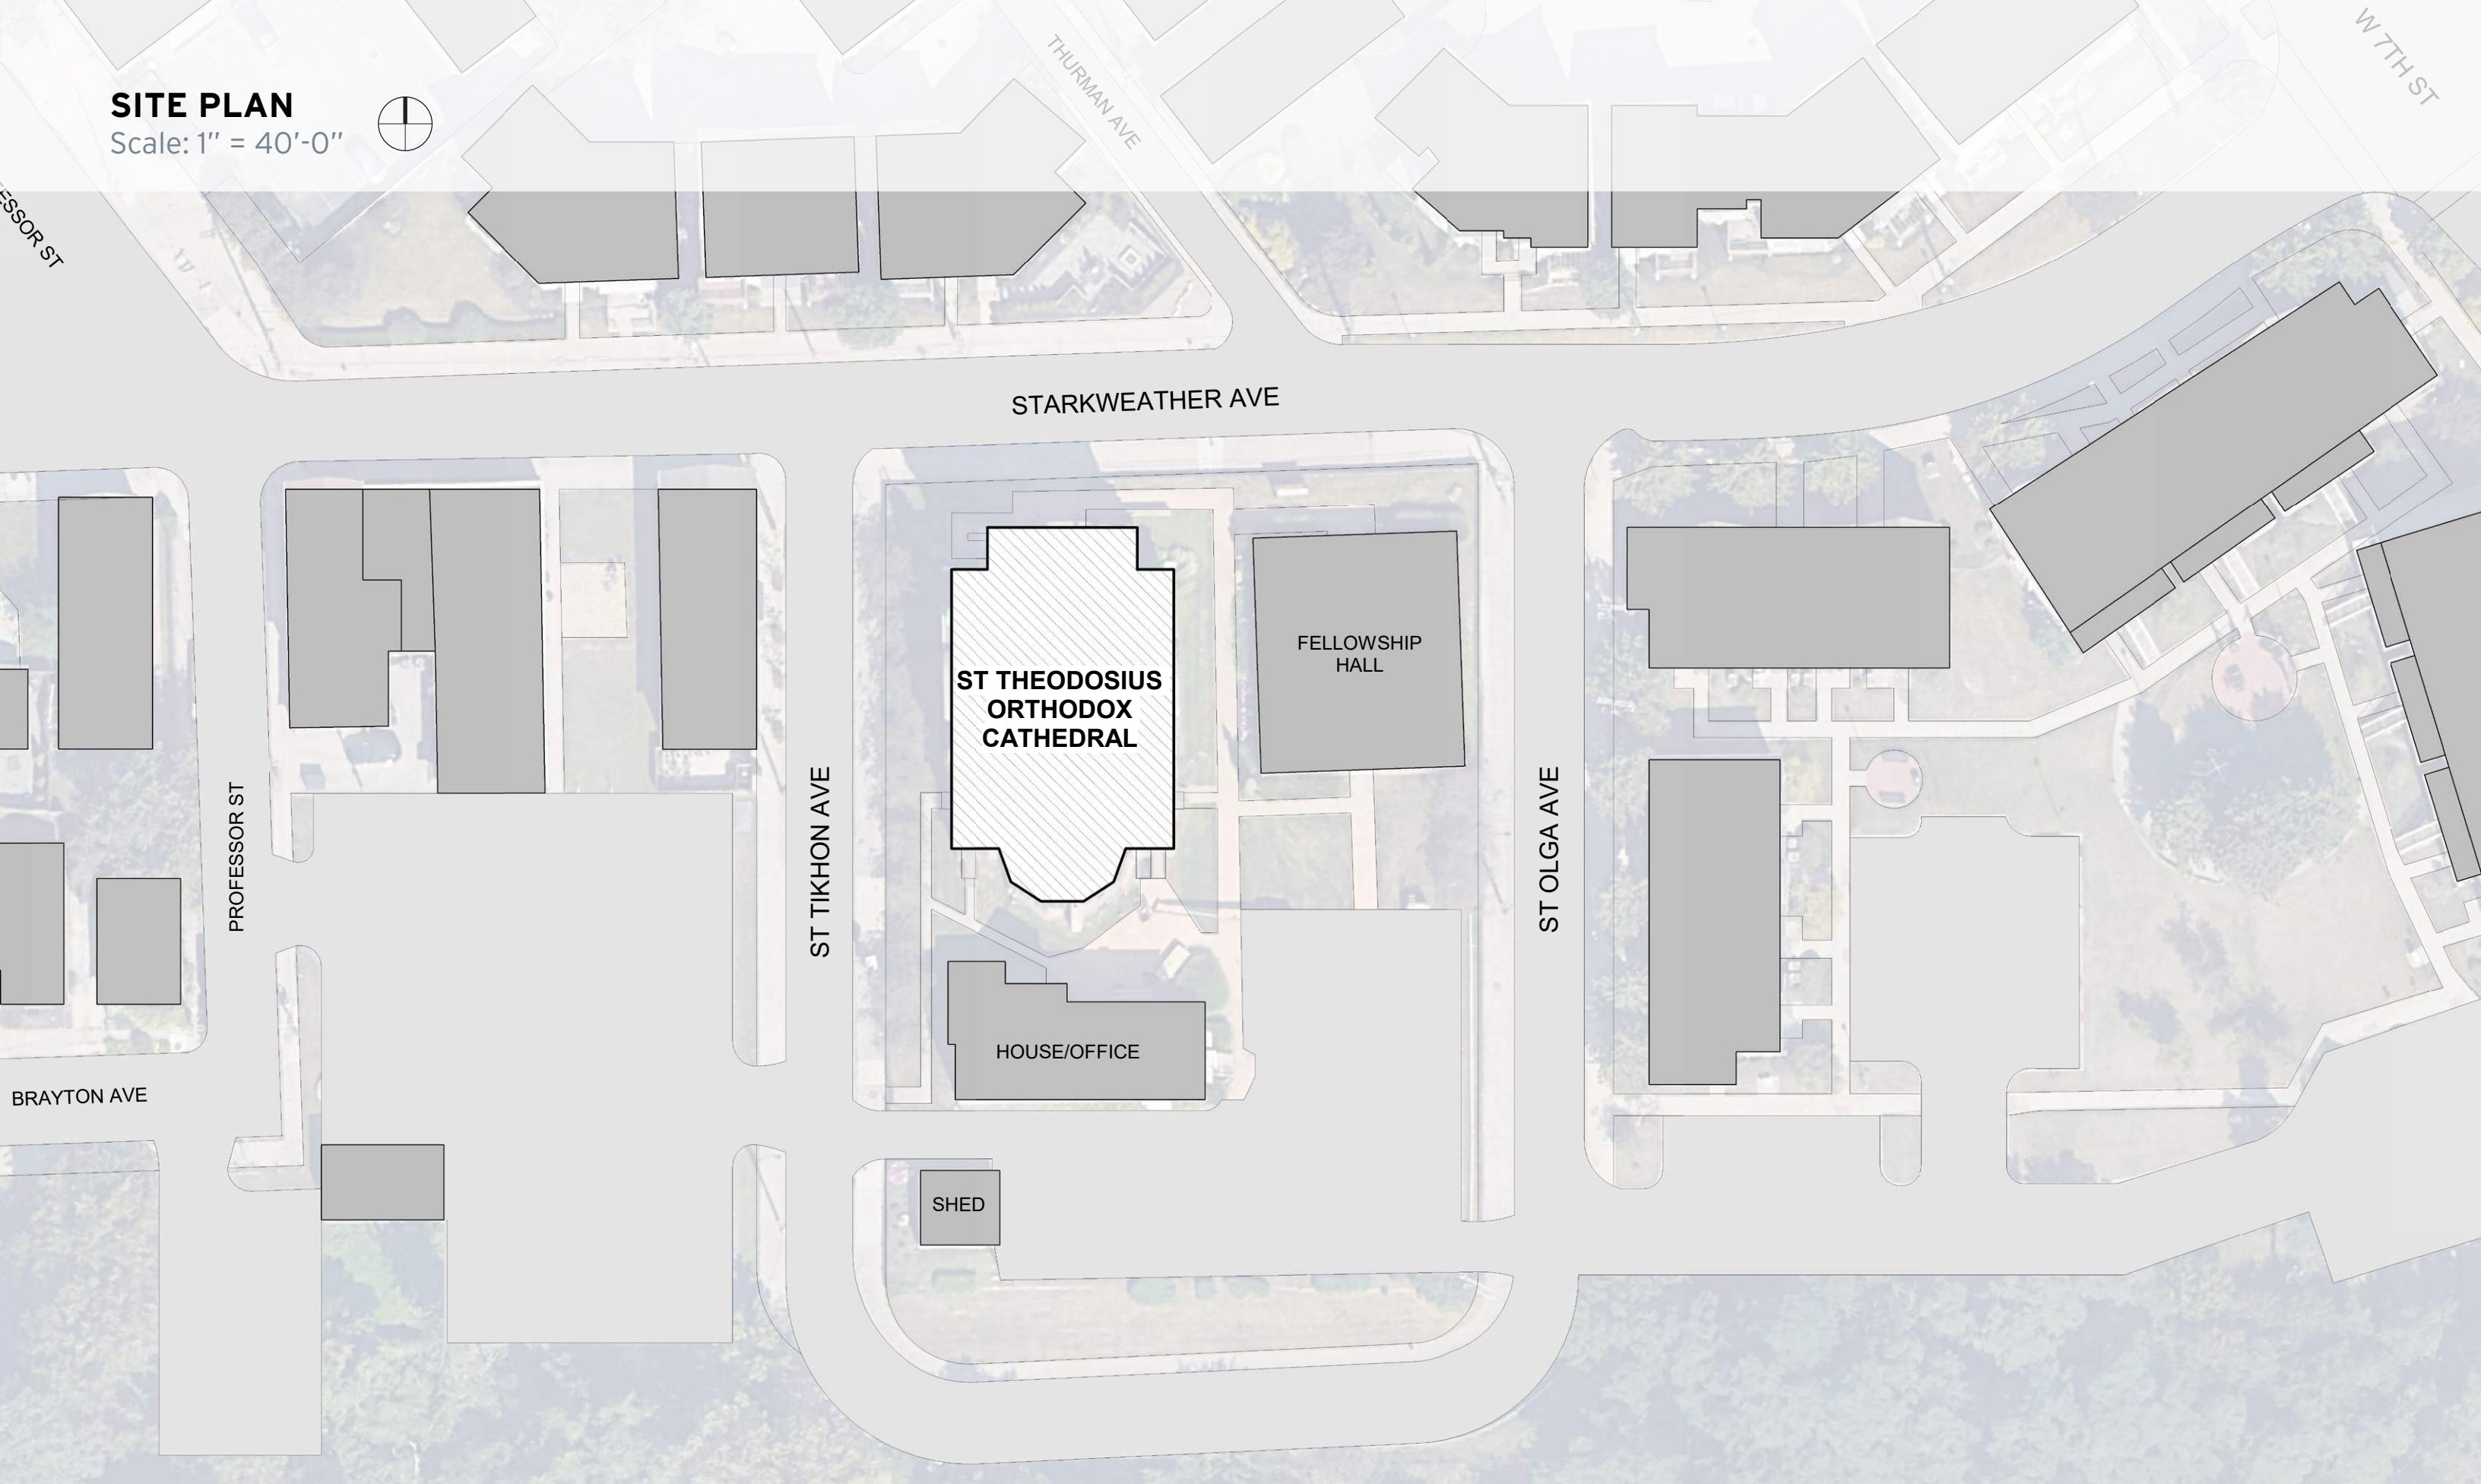 SITE PLAN
Scale: 1" = 40'-0"
THURMAN AVE
W 7TH ST
ESSOR ST
STARKWEATHER AVE
FELLOWSHIP
HALL
ST THEODOSIUS
ORTHODOX
CATHEDRAL
PROFESSOR ST
ST TIKHON AVE
ST OLGA AVE
HOUSE/OFFICE
BRAYTON AVE
SHED